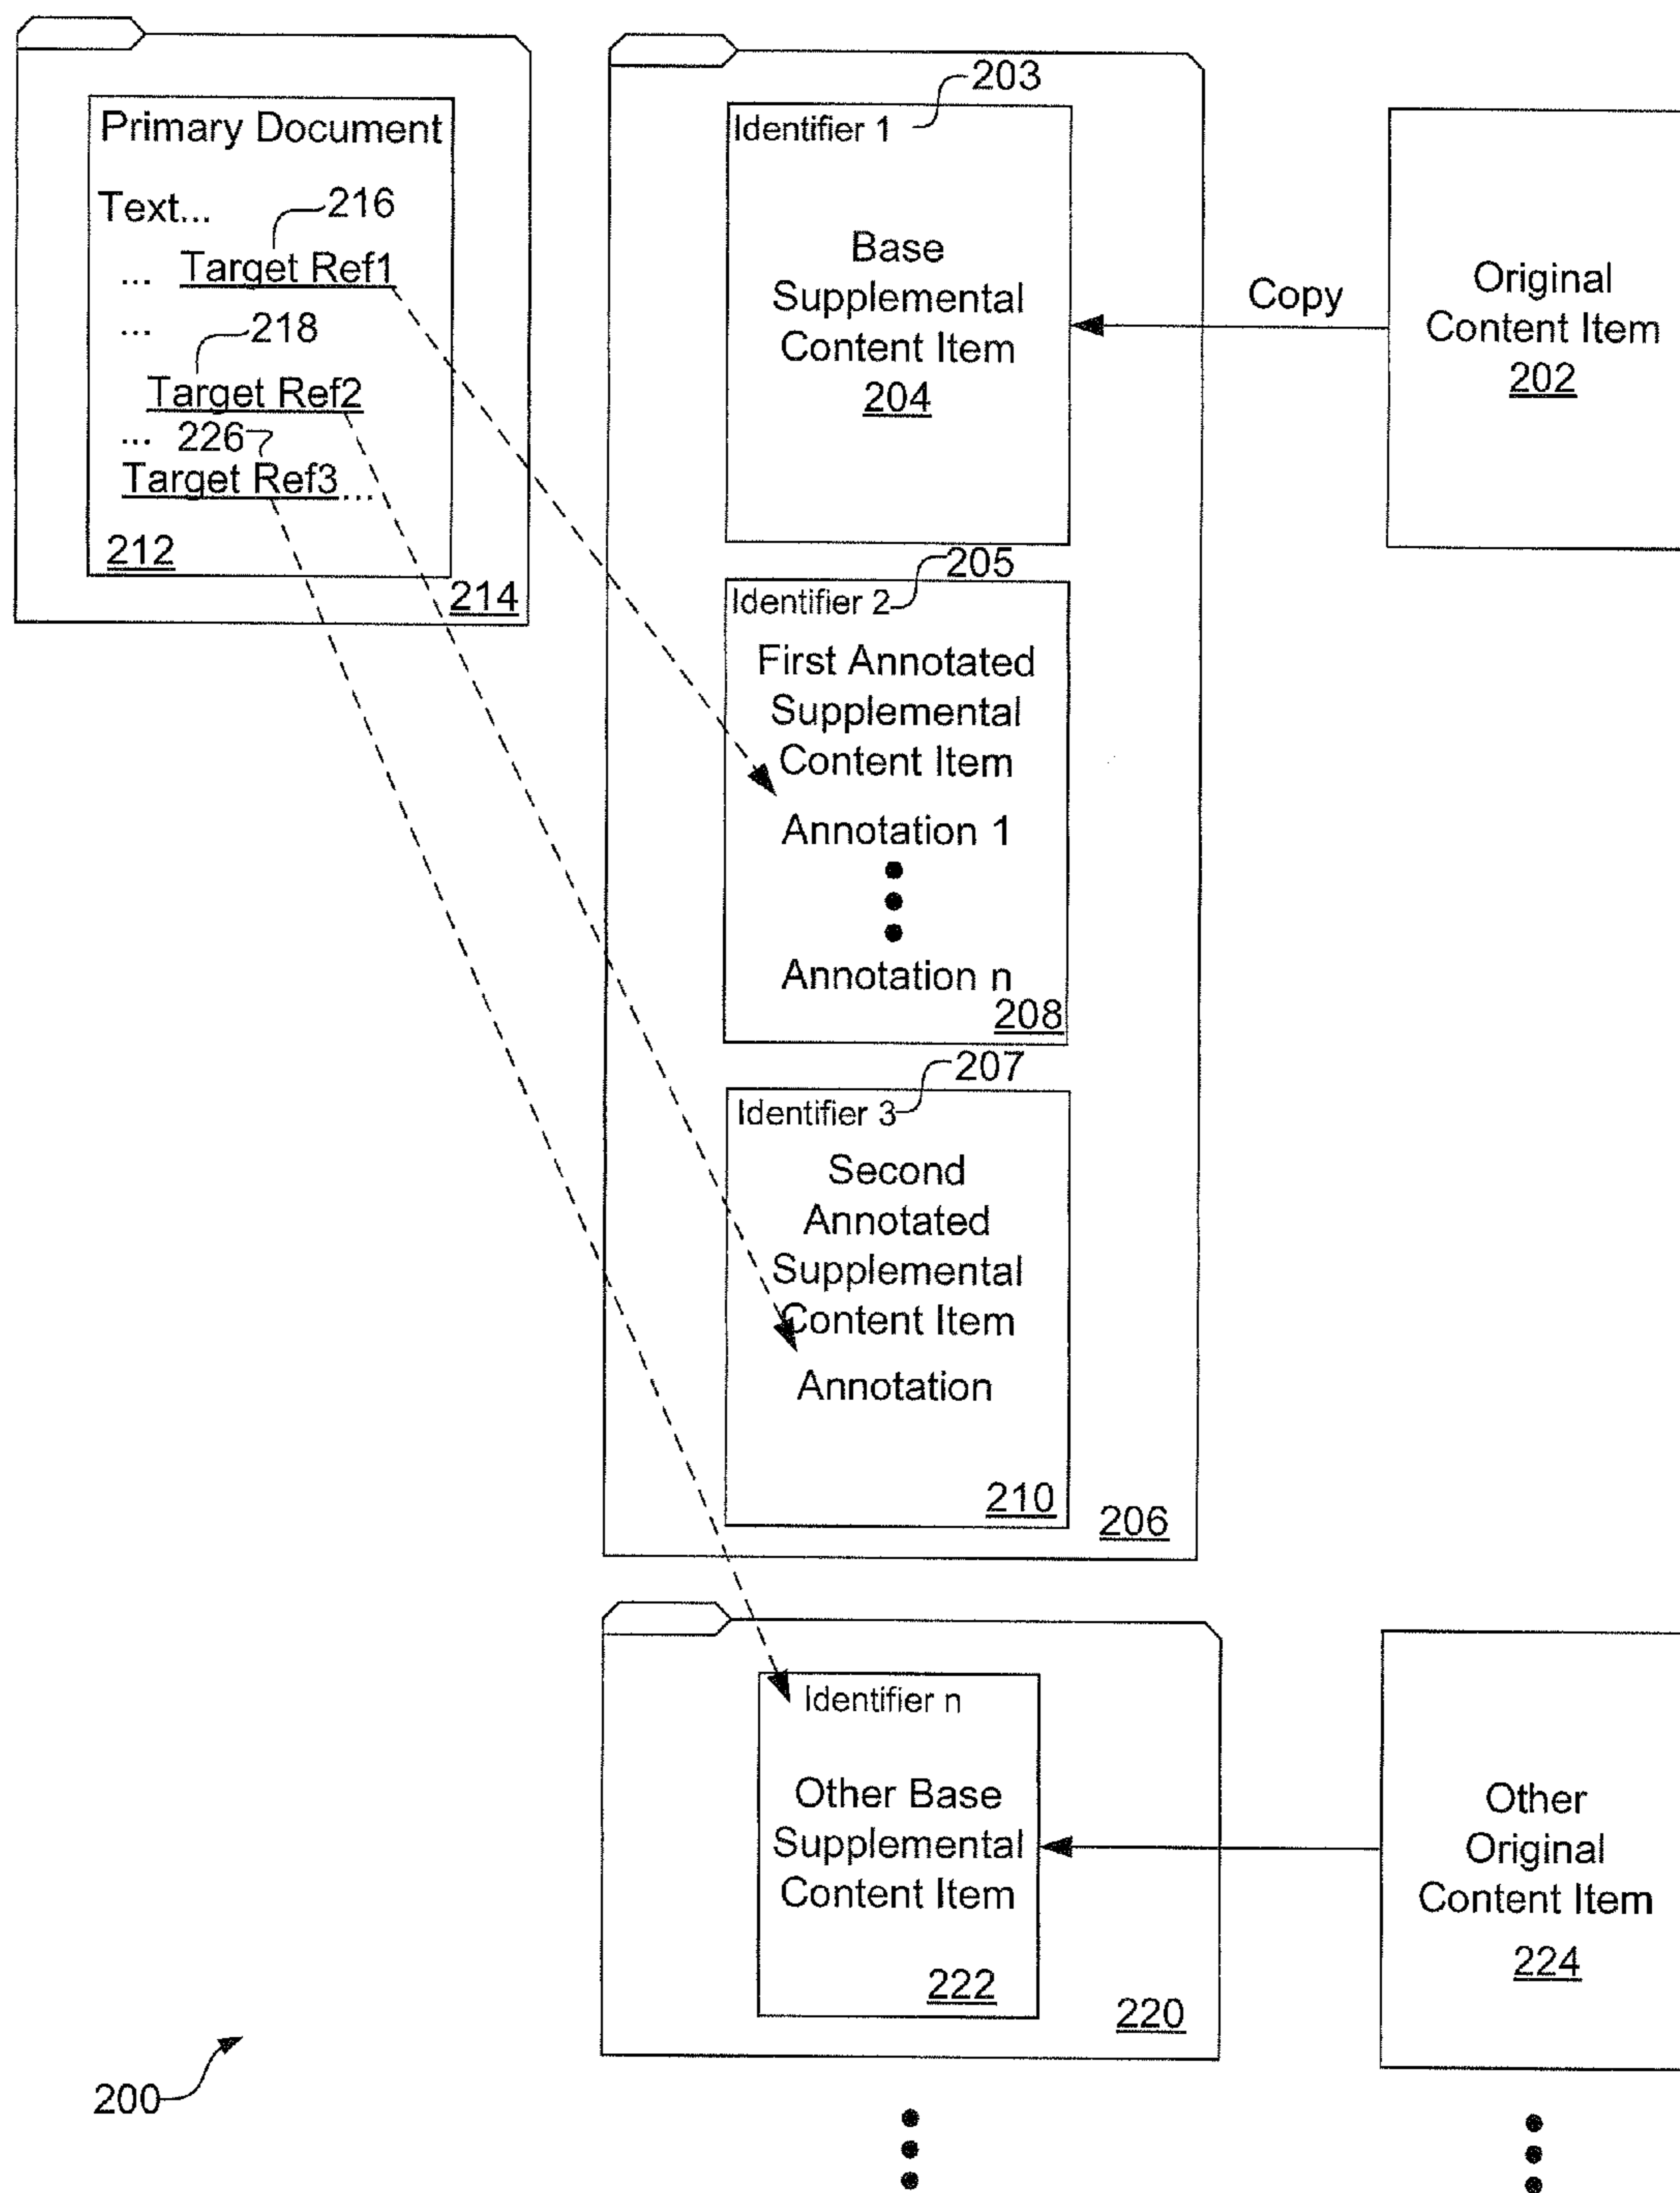 Primary Document
Text...
216
... Target Ref1
...
218
Target Ref2
...
226
Target Ref3...
212
214
203
Identifier 1
Base
Supplemental
Content Item
204
Copy
Original
Content Item
202
205
Identifier 2
First Annotated
Supplemental
Content Item
Annotation 1
Annotation n
208
207
Identifier 3
Second
Annotated
Supplemental
Content Item
Annotation
210
206
Identifier n
Other Base
Supplemental
Content Item
222
220
Other
Original
Content Item
224
200